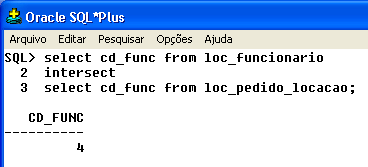 Oracle SQL*Plus
Arquivo Editar Pesquisar Opções Ajuda
SQL> select cd_func from loc_funcionario
2 intersect
3 select cd_func from loc_pedido_locacao;
CD_FUNC
----------
4